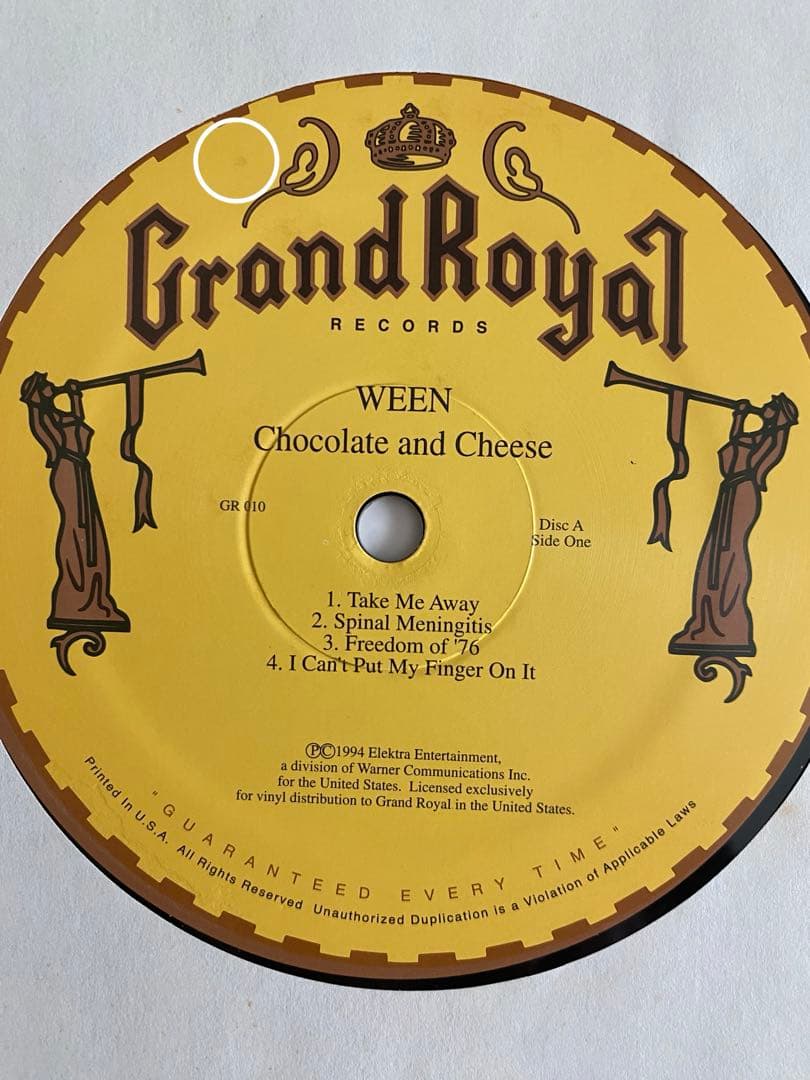 Grand Royal
RECORDS
WEEN
Chocolate and Cheese
GR 010
Disc A
Side One
1. Take Me Away
2. Spinal Meningitis
3. Freedom of '76
4. I Can't Put My Finger On It
ⓅⒸ1994 Elektra Entertainment,
a division of Warner Communications Inc.
for the United States. Licensed exclusively
for vinyl distribution to Grand Royal in the United States.
"GUARANTEED EVERY TIME"
Printed In U.S.A. All Rights Reserved Unauthorized Duplication is a Violation of Applicable Laws